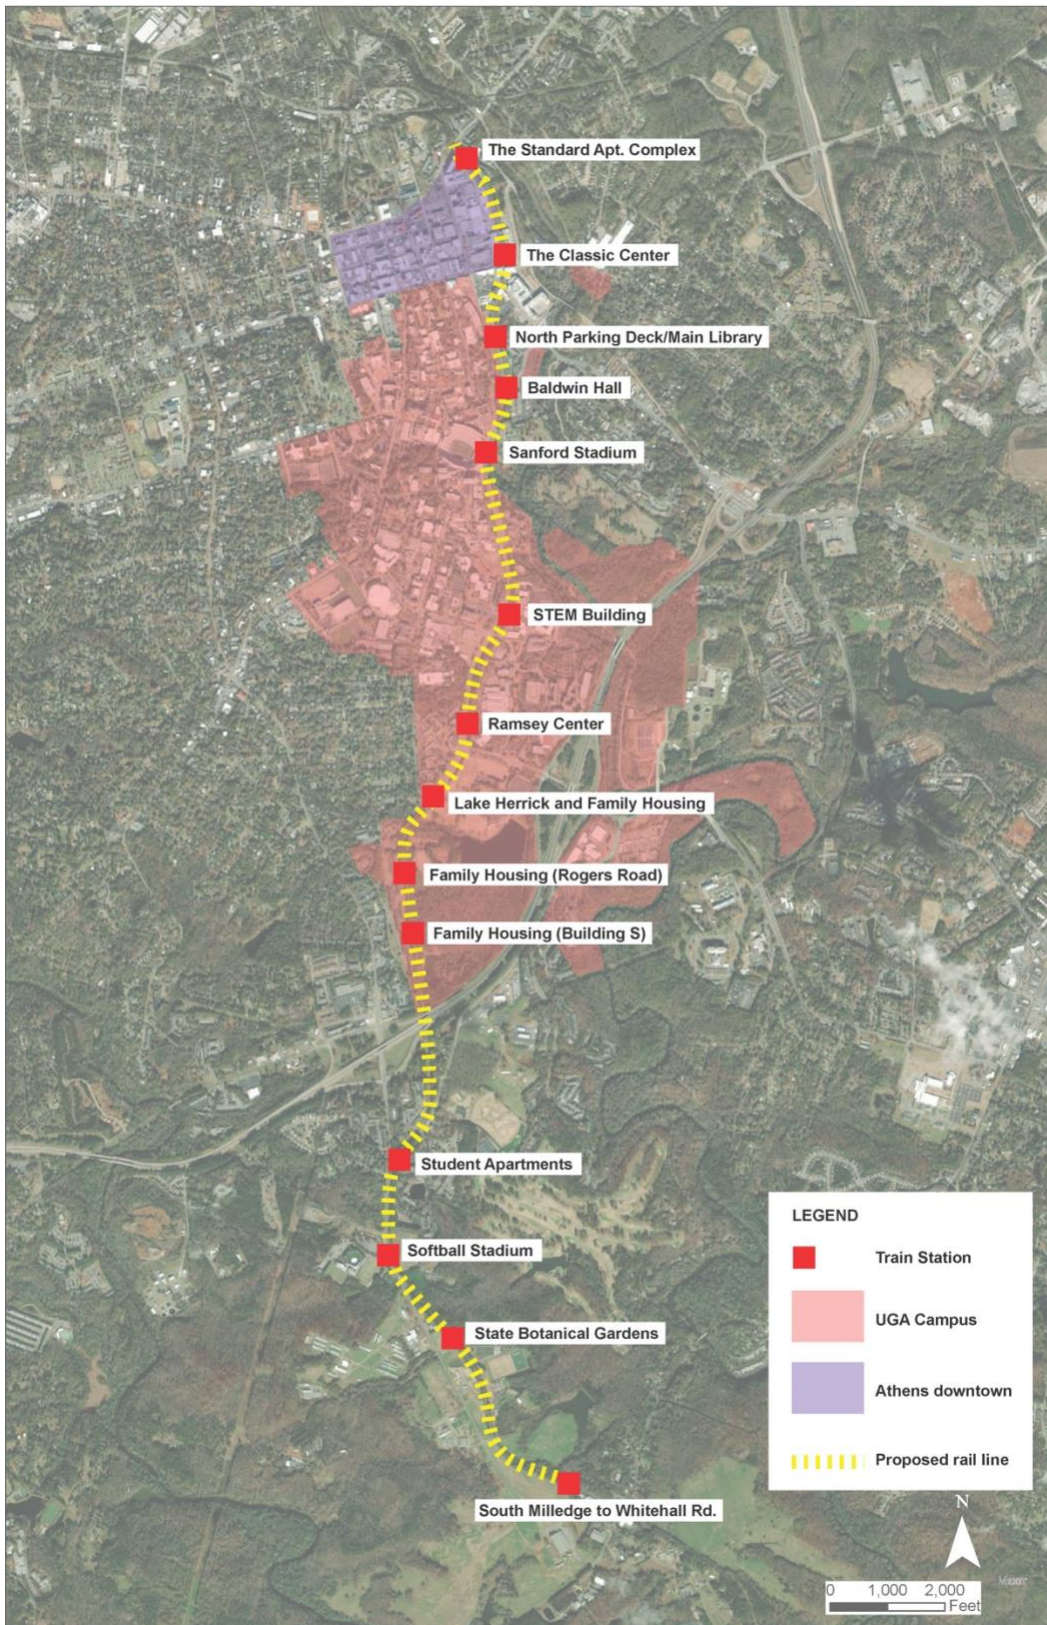 The Standard Apt. Complex
The Classic Center
North Parking Deck/Main Library
Baldwin Hall
Sanford Stadium
STEM Building
Ramsey Center
Lake Herrick and Family Housing
Family Housing (Rogers Road)
Family Housing (Building S)
Student Apartments
Softball Stadium
State Botanical Gardens
South Milledge to Whitehall Rd.
LEGEND
Train Station
UGA Campus
Athens downtown
Proposed rail line
N
0 1,000 2,000
Feet